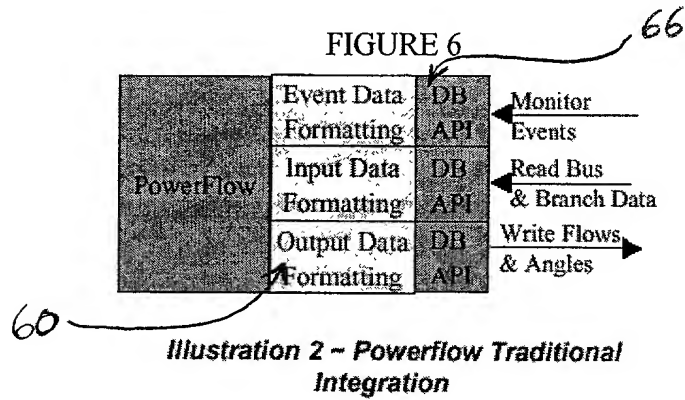 FIGURE 6
66
PowerFlow
Event Data
Formatting
DB
API
Monitor
Events
Input Data
Formatting
DB
API
Read Bus
& Branch Data
Output Data
Formatting
DB
API
Write Flows
& Angles
60
Illustration 2 ~ Powerflow Traditional
Integration